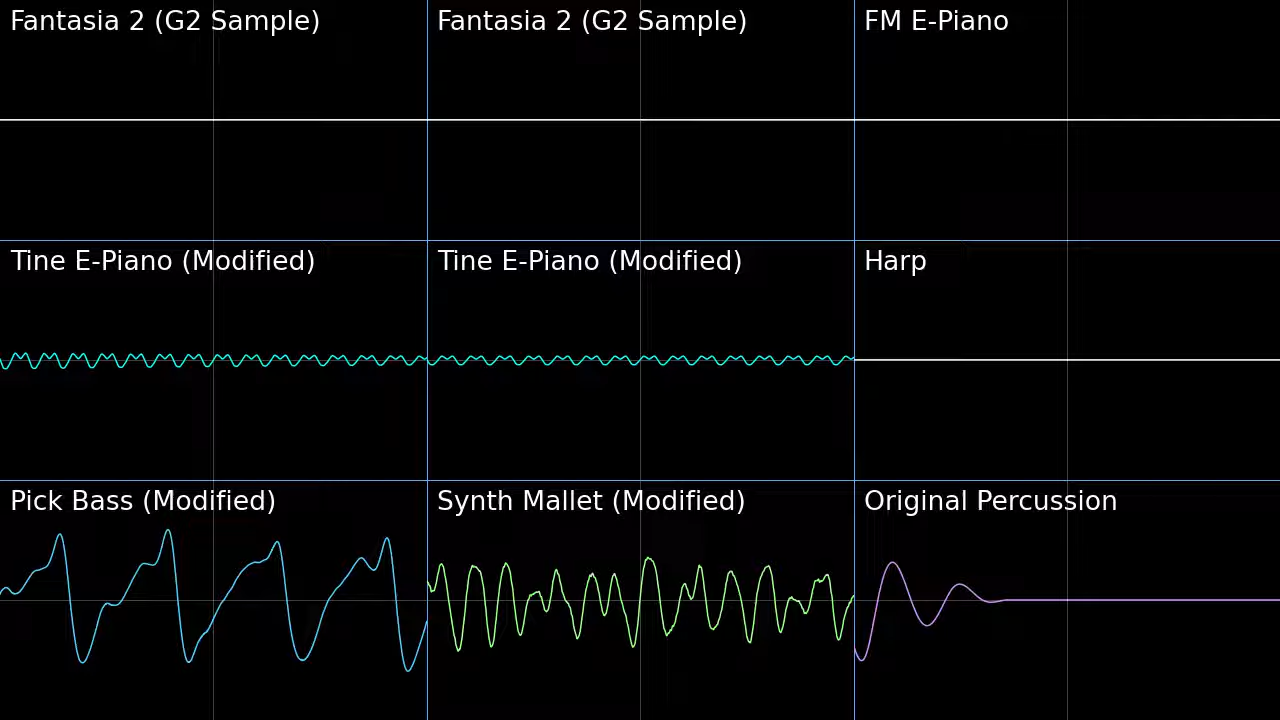 Fantasia 2 (G2 Sample)
Fantasia 2 (G2 Sample)
FM E-Piano
Tine E-Piano (Modified)
Tine E-Piano (Modified)
Harp
Pick Bass (Modified)
Synth Mallet (Modified)
Original Percussion